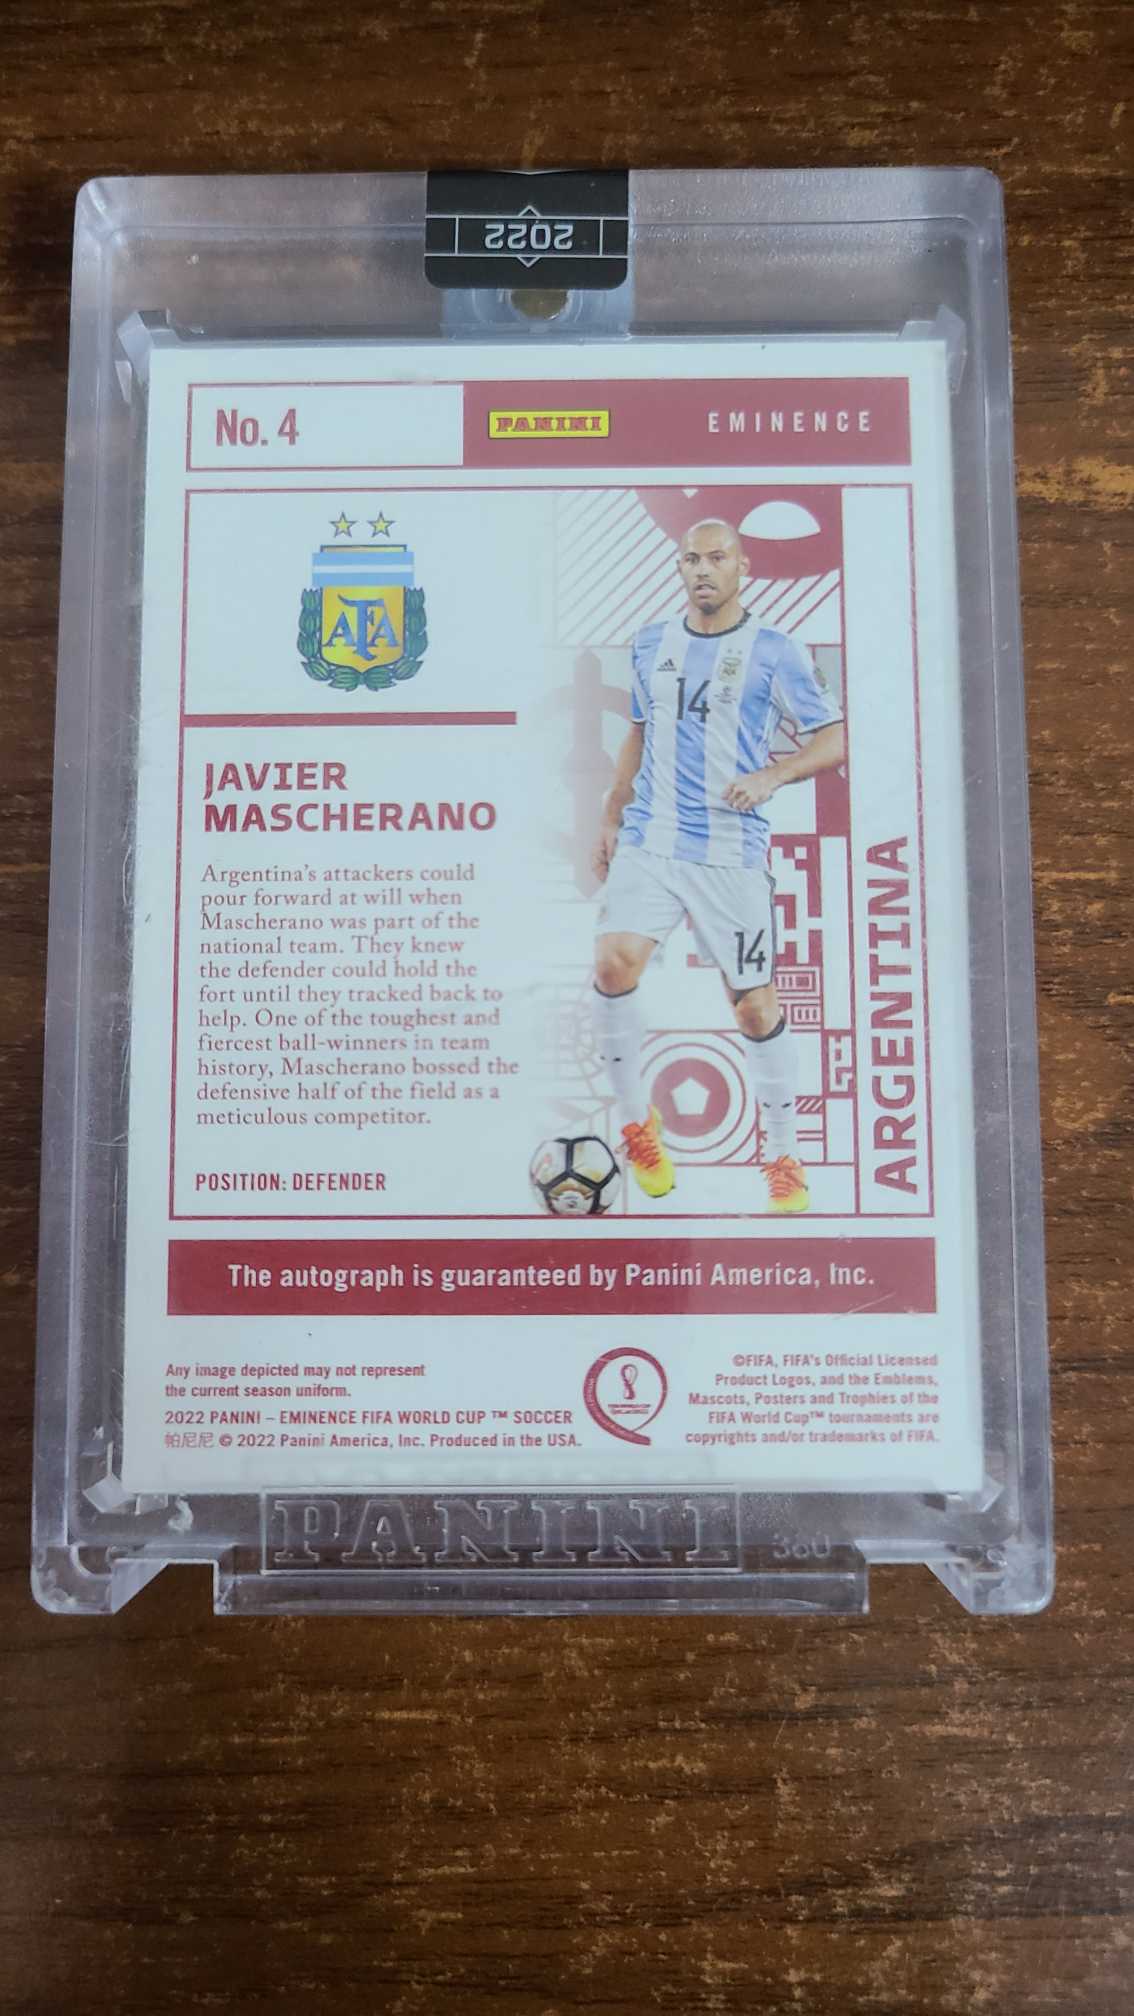 2022
No. 4
PANINI
EMINENCE
AFA
JAVIER
MASCHERANO
Argentina's attackers could
pour forward at will when
Mascherano was part of the
national team. They knew
the defender could hold the
fort until they tracked back to
help. One of the toughest and
fiercest ball-winners in team
history, Mascherano bossed the
defensive half of the field as a
meticulous competitor.
POSITION: DEFENDER
14
14
ARGENTINA
The autograph is guaranteed by Panini America, Inc.
Any image depicted may not represent
the current season uniform.
2022 PANINI – EMINENCE FIFA WORLD CUP ™ SOCCER
帕尼尼 © 2022 Panini America, Inc. Produced in the USA.
©FIFA, FIFA's Official Licensed
Product Logos, and the Emblems,
Mascots, Posters and Trophies of the
FIFA World Cup™ tournaments are
copyrights and/or trademarks of FIFA.
PANINI
360